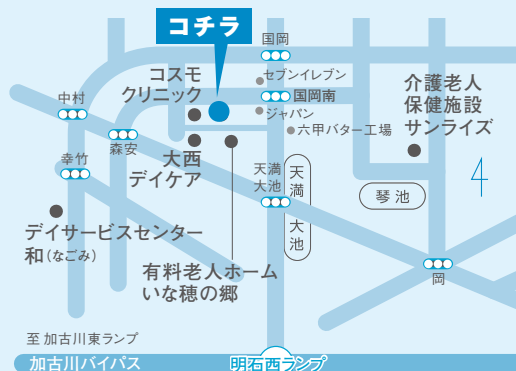 コチラ
国岡
セブンイレブン
コスモ
クリニック
国岡南
ジャパン
中村
森安
六甲バター工場
介護老人
保健施設
サンライズ
幸竹
大西
デイケア
天満
大池
天満大池
琴池
デイサービスセンター
和(なごみ)
有料老人ホーム
いな穂の郷
岡
至 加古川東ランプ
加古川バイパス
明石西ランプ